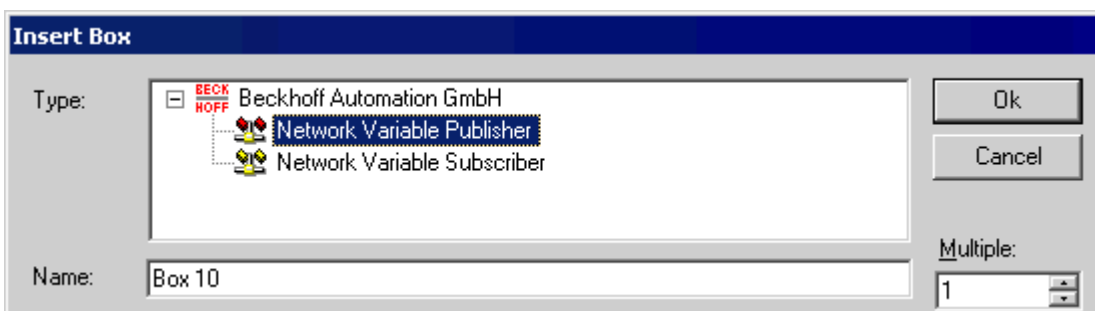 Insert Box
Type:
BECK
HOFF
Beckhoff Automation GmbH
Network Variable Publisher
Network Variable Subscriber
Ok
Cancel
Multiple:
Name:
Box 10
1